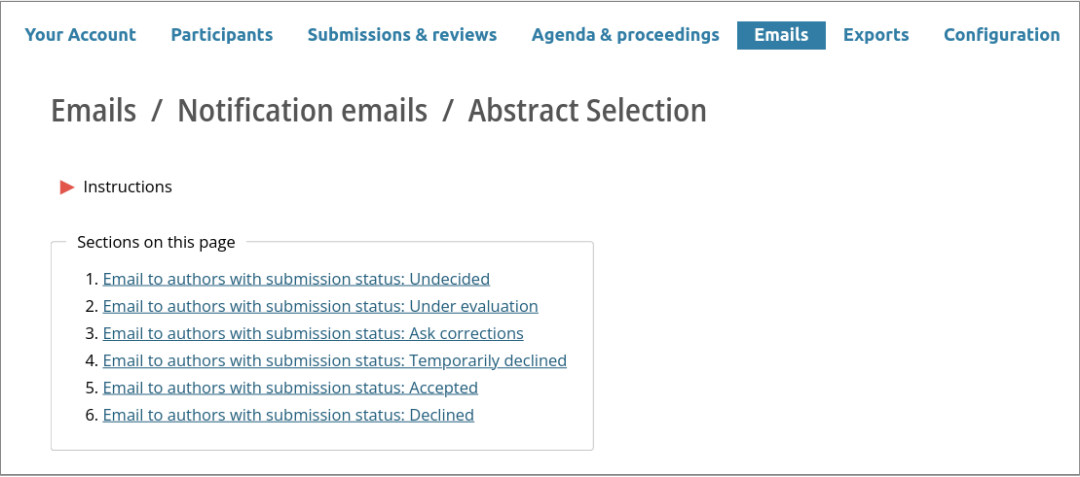 Your Account Participants Submissions & reviews Agenda & proceedings Emails Exports Configuration
Emails / Notification emails / Abstract Selection
Instructions
Sections on this page
1. Email to authors with submission status: Undecided
2. Email to authors with submission status: Under evaluation
3. Email to authors with submission status: Ask corrections
4. Email to authors with submission status: Temporarily declined
5. Email to authors with submission status: Accepted
6. Email to authors with submission status: Declined